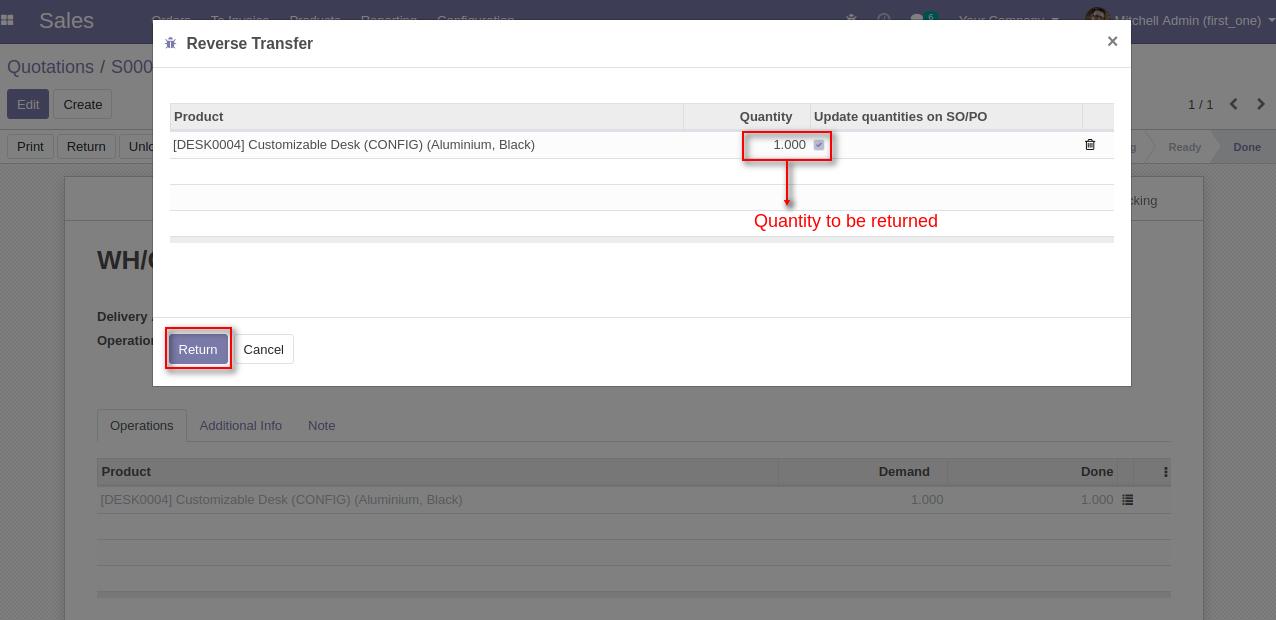 Sales Orders To Invoice Products Reporting Configuration 6 Your Company Mitchell Admin (first_one)
Reverse Transfer ×
Quotations / S000
Edit Create
1 / 1
Product Quantity Update quantities on SO/PO
Print Return Unlo
[DESK0004] Customizable Desk (CONFIG) (Aluminium, Black) 1.000
Ready Done
cking
Quantity to be returned
WH/
Delivery
Operation
Return Cancel
Operations Additional Info Note
Product Demand Done
[DESK0004] Customizable Desk (CONFIG) (Aluminium, Black) 1.000 1.000